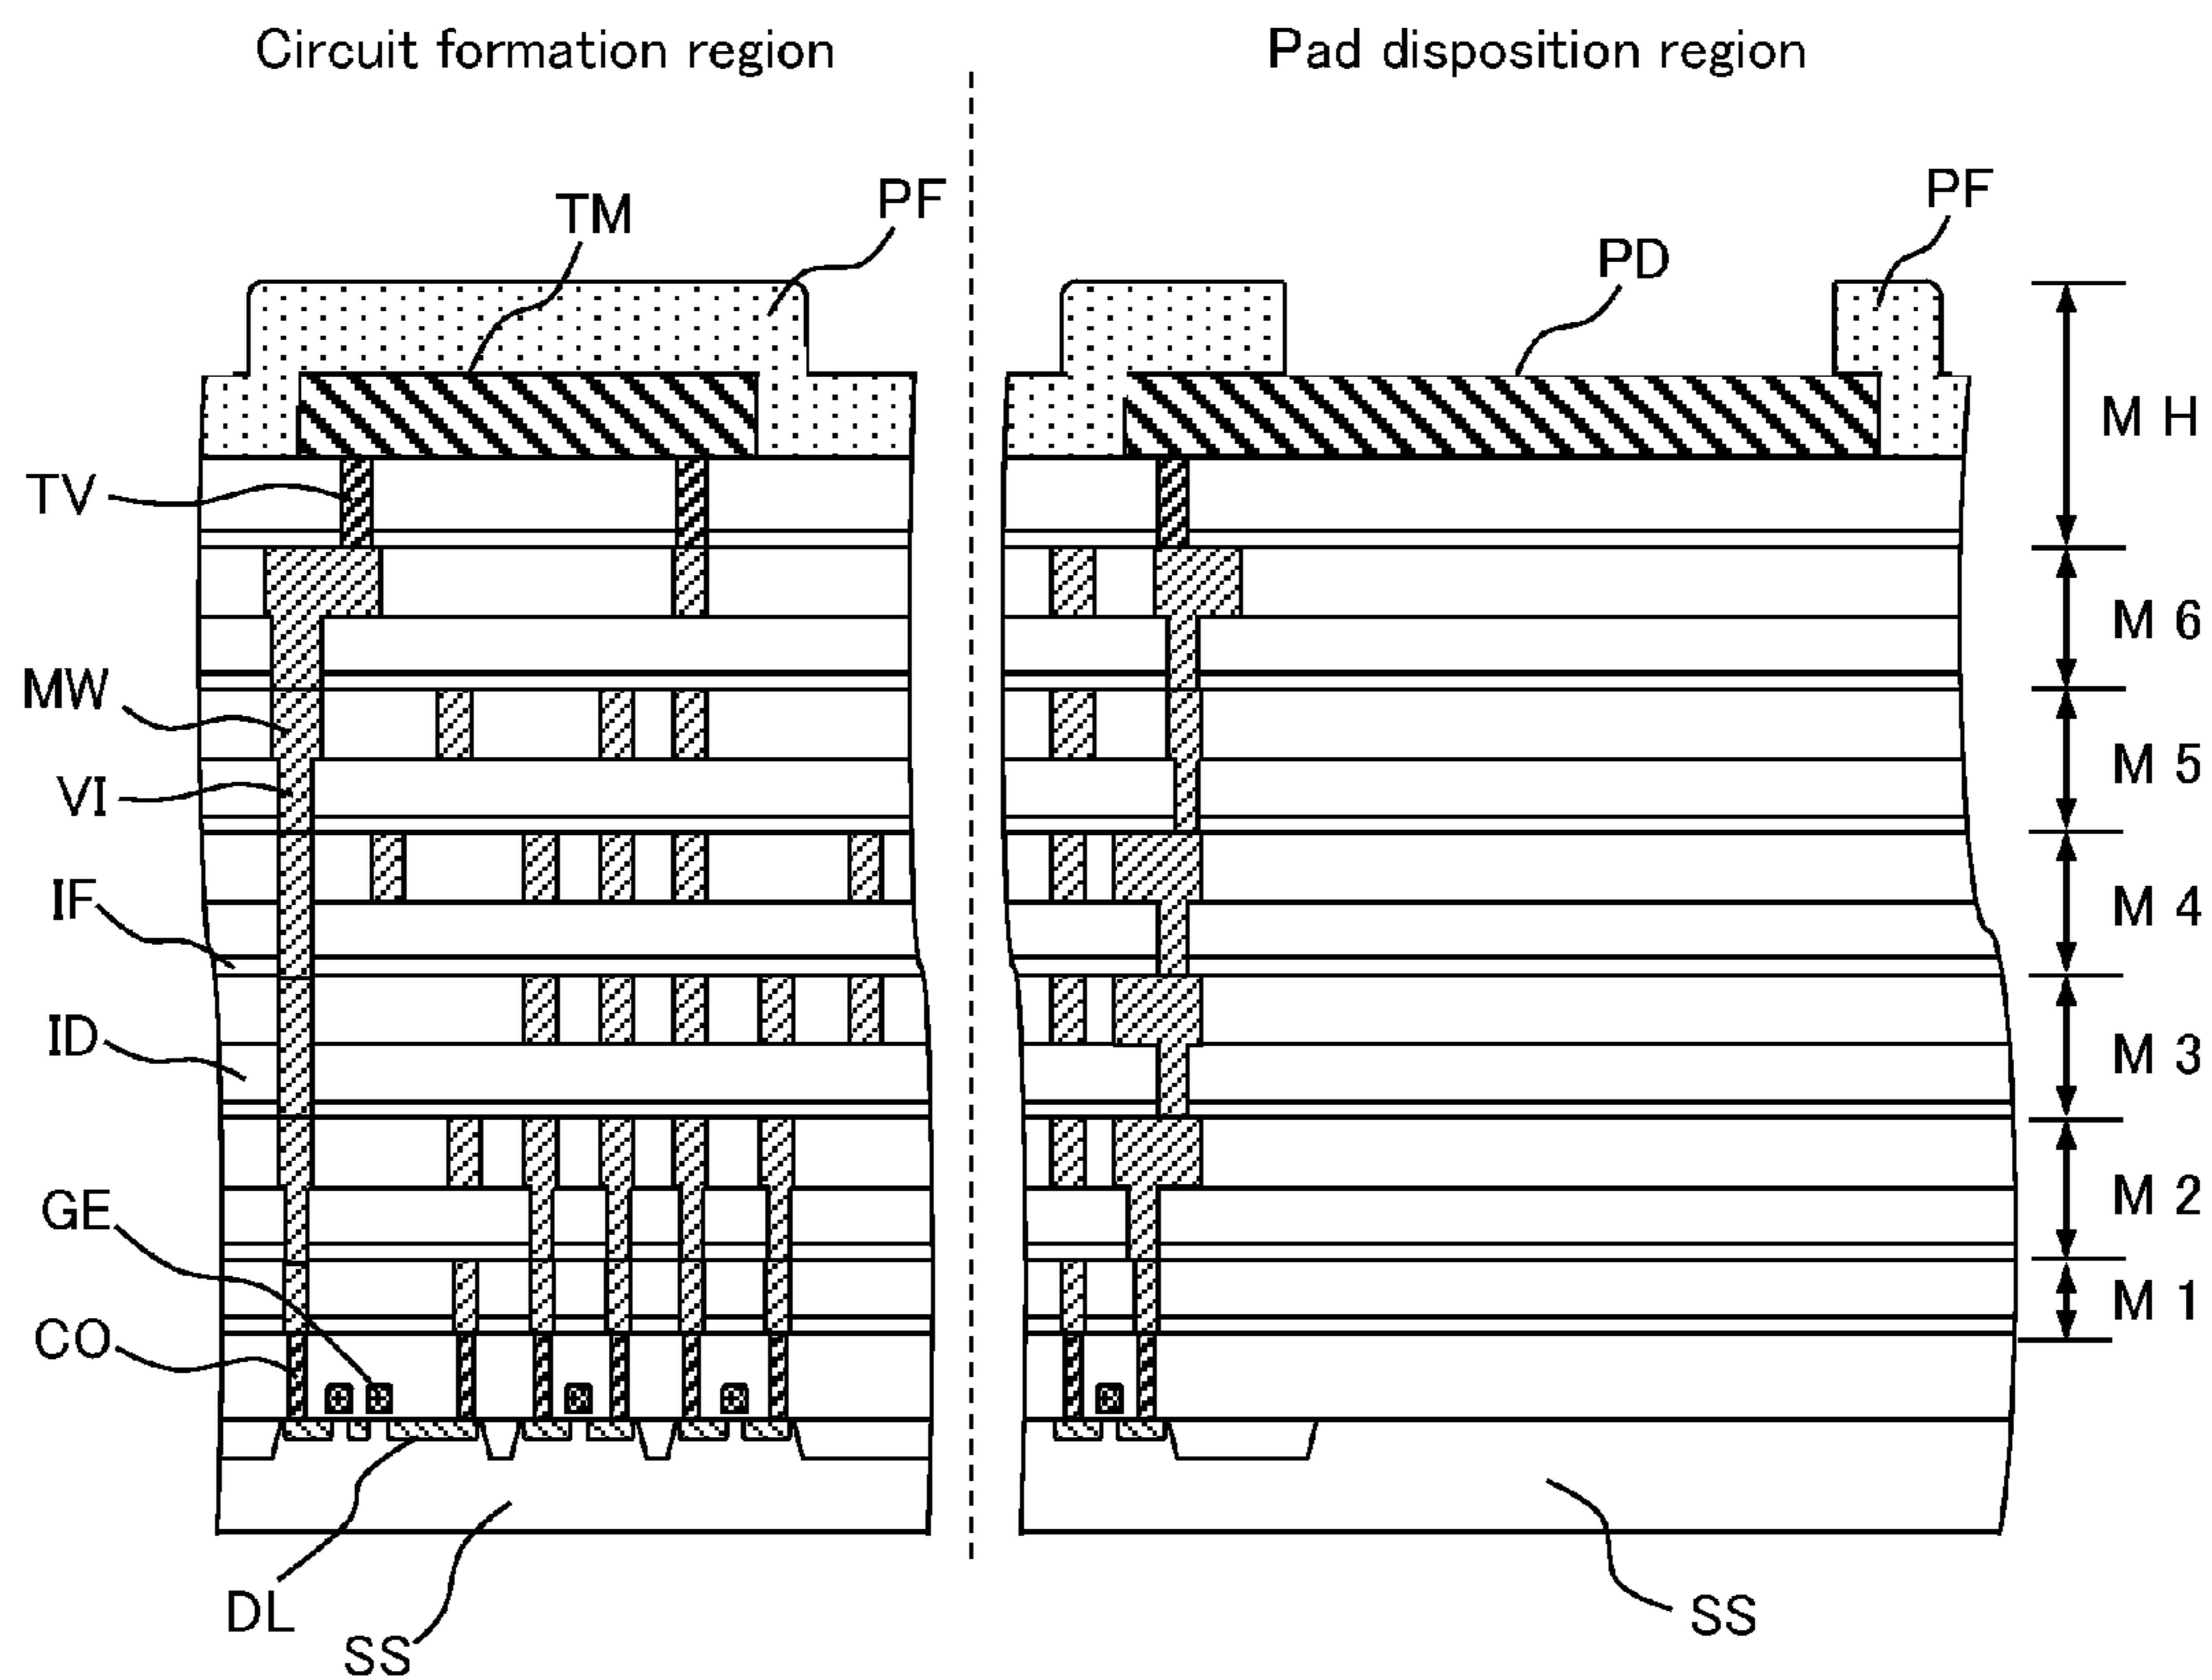 Circuit formation region
Pad disposition region
TM
PF
PD
PF
TV
MW
VI
IF
ID
GE
CO
DL
SS
SS
M H
M 6
M 5
M 4
M 3
M 2
M 1